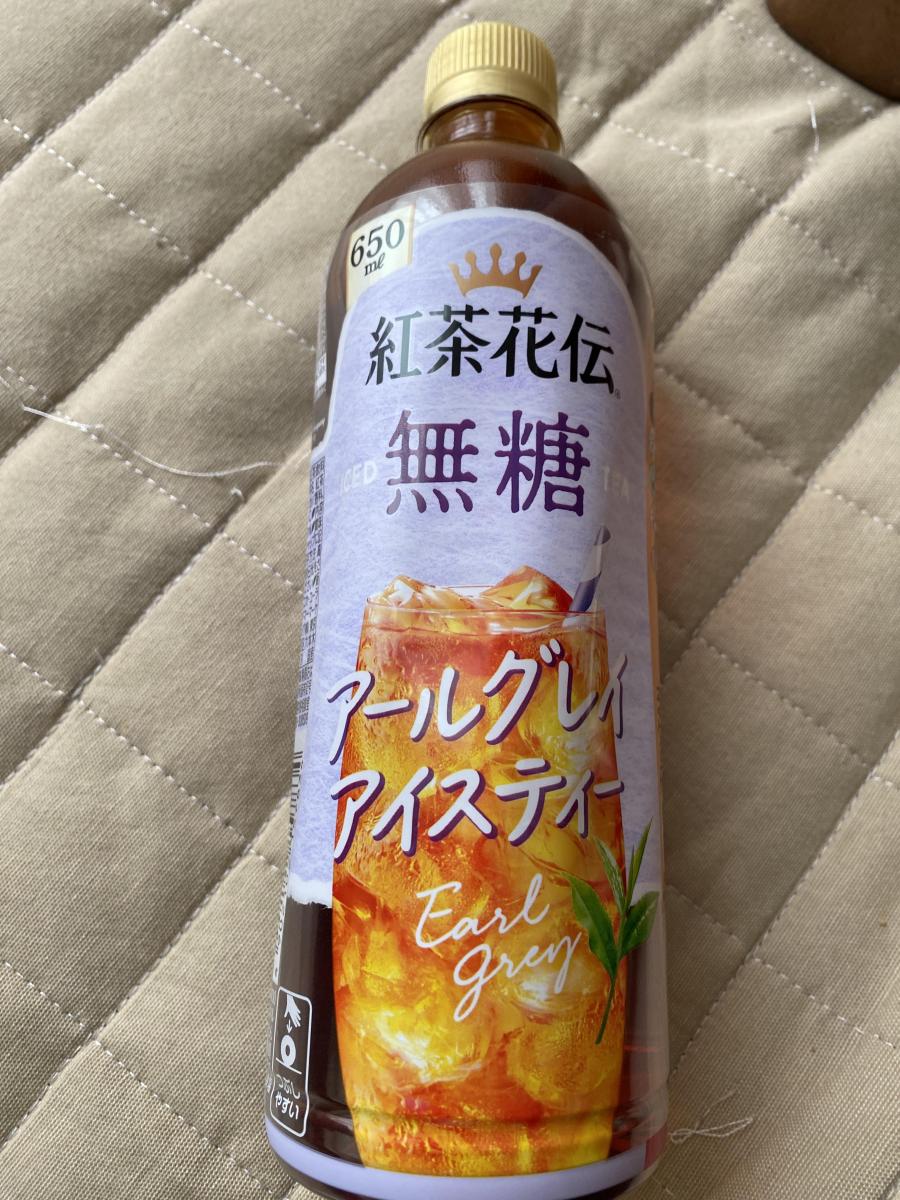 650
ml
紅茶花伝®
無糖
ICED TEA
アールグレイ
アイスティー
Earl
grey
つぶし
やすい